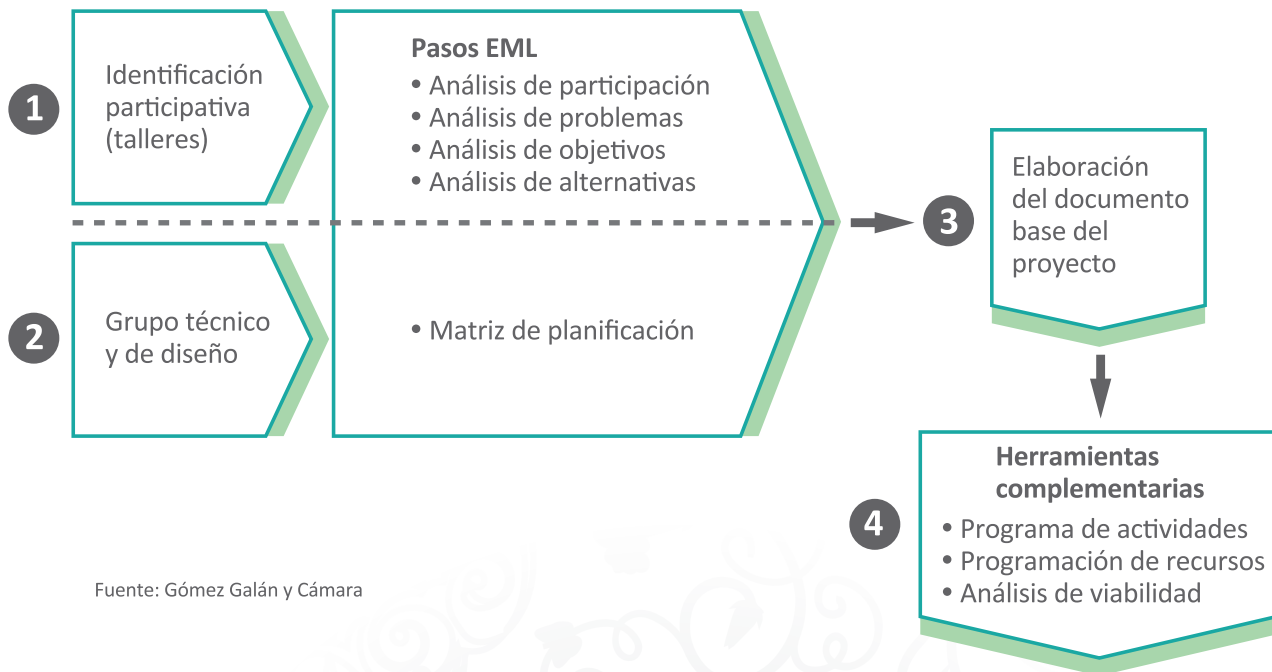 1
Identificación
participativa
(talleres)
Pasos EML
• Análisis de participación
• Análisis de problemas
• Análisis de objetivos
• Análisis de alternativas
2
Grupo técnico
y de diseño
• Matriz de planificación
3
Elaboración
del documento
base del
proyecto
4
Herramientas
complementarias
• Programa de actividades
• Programación de recursos
• Análisis de viabilidad
Fuente: Gómez Galán y Cámara